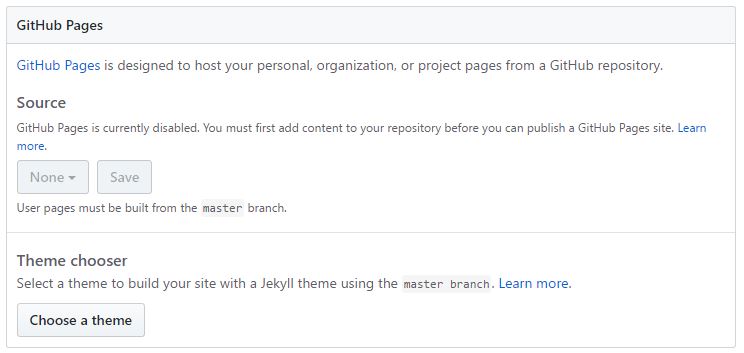 GitHub Pages
GitHub Pages is designed to host your personal, organization, or project pages from a GitHub repository.
Source
GitHub Pages is currently disabled. You must first add content to your repository before you can publish a GitHub Pages site. Learn
more.
None Save
User pages must be built from the master branch.
Theme chooser
Select a theme to build your site with a Jekyll theme using the master branch. Learn more.
Choose a theme